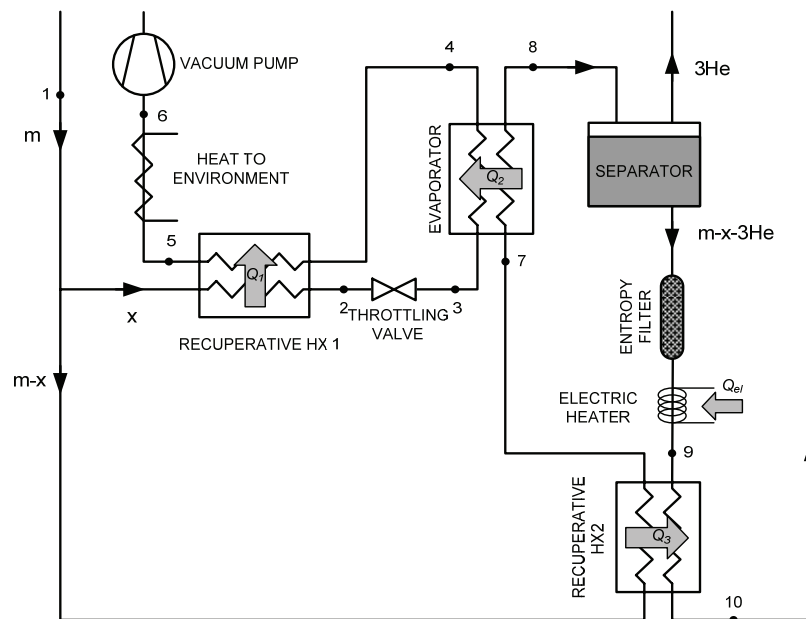 4
8
VACUUM PUMP
3He
1
6
m
HEAT TO
ENVIRONMENT
EVAPORATOR
Q2
SEPARATOR
5
7
m-x-3He
Q1
2
3
x
THROTTLING
VALVE
RECUPERATIVE HX 1
ENTROPY
FILTER
m-x
ELECTRIC
HEATER
Qel
9
RECUPERATIVE
HX2
Q3
10